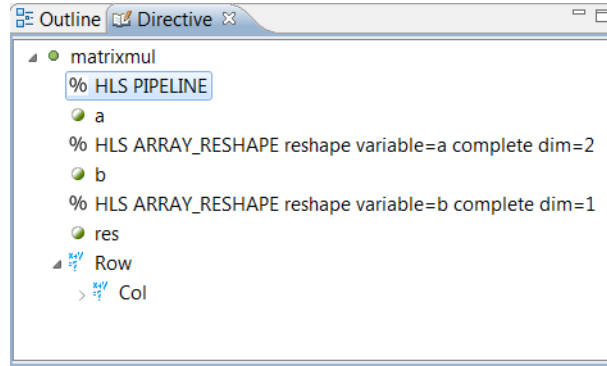 Outline Directive
matrixmul
% HLS PIPELINE
a
% HLS ARRAY_RESHAPE reshape variable=a complete dim=2
b
% HLS ARRAY_RESHAPE reshape variable=b complete dim=1
res
Row
Col